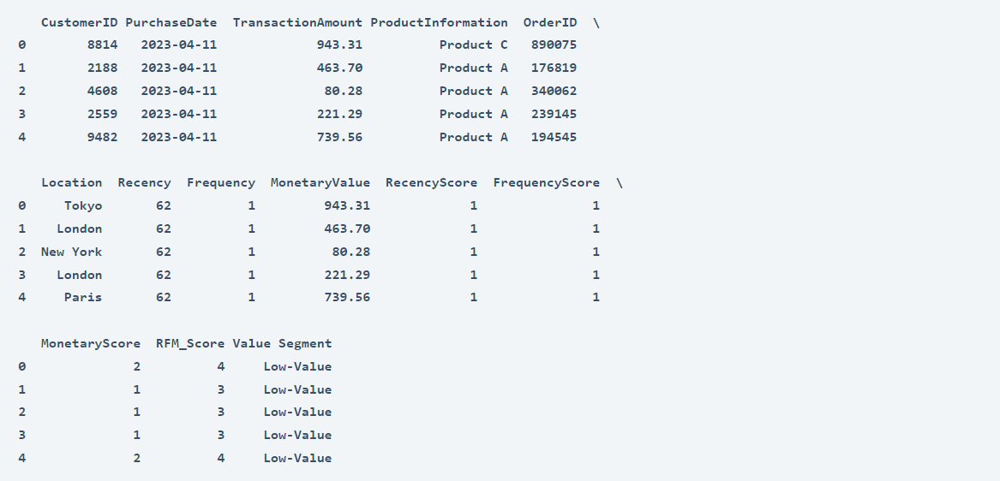 CustomerID PurchaseDate TransactionAmount ProductInformation OrderID \
0 8814 2023-04-11 943.31 Product C 890075
1 2188 2023-04-11 463.70 Product A 176819
2 4608 2023-04-11 80.28 Product A 340062
3 2559 2023-04-11 221.29 Product A 239145
4 9482 2023-04-11 739.56 Product A 194545
Location Recency Frequency MonetaryValue RecencyScore FrequencyScore \
0 Tokyo 62 1 943.31 1 1
1 London 62 1 463.70 1 1
2 New York 62 1 80.28 1 1
3 London 62 1 221.29 1 1
4 Paris 62 1 739.56 1 1
MonetaryScore RFM_Score Value Segment
0 2 4 Low-Value
1 1 3 Low-Value
2 1 3 Low-Value
3 1 3 Low-Value
4 2 4 Low-Value